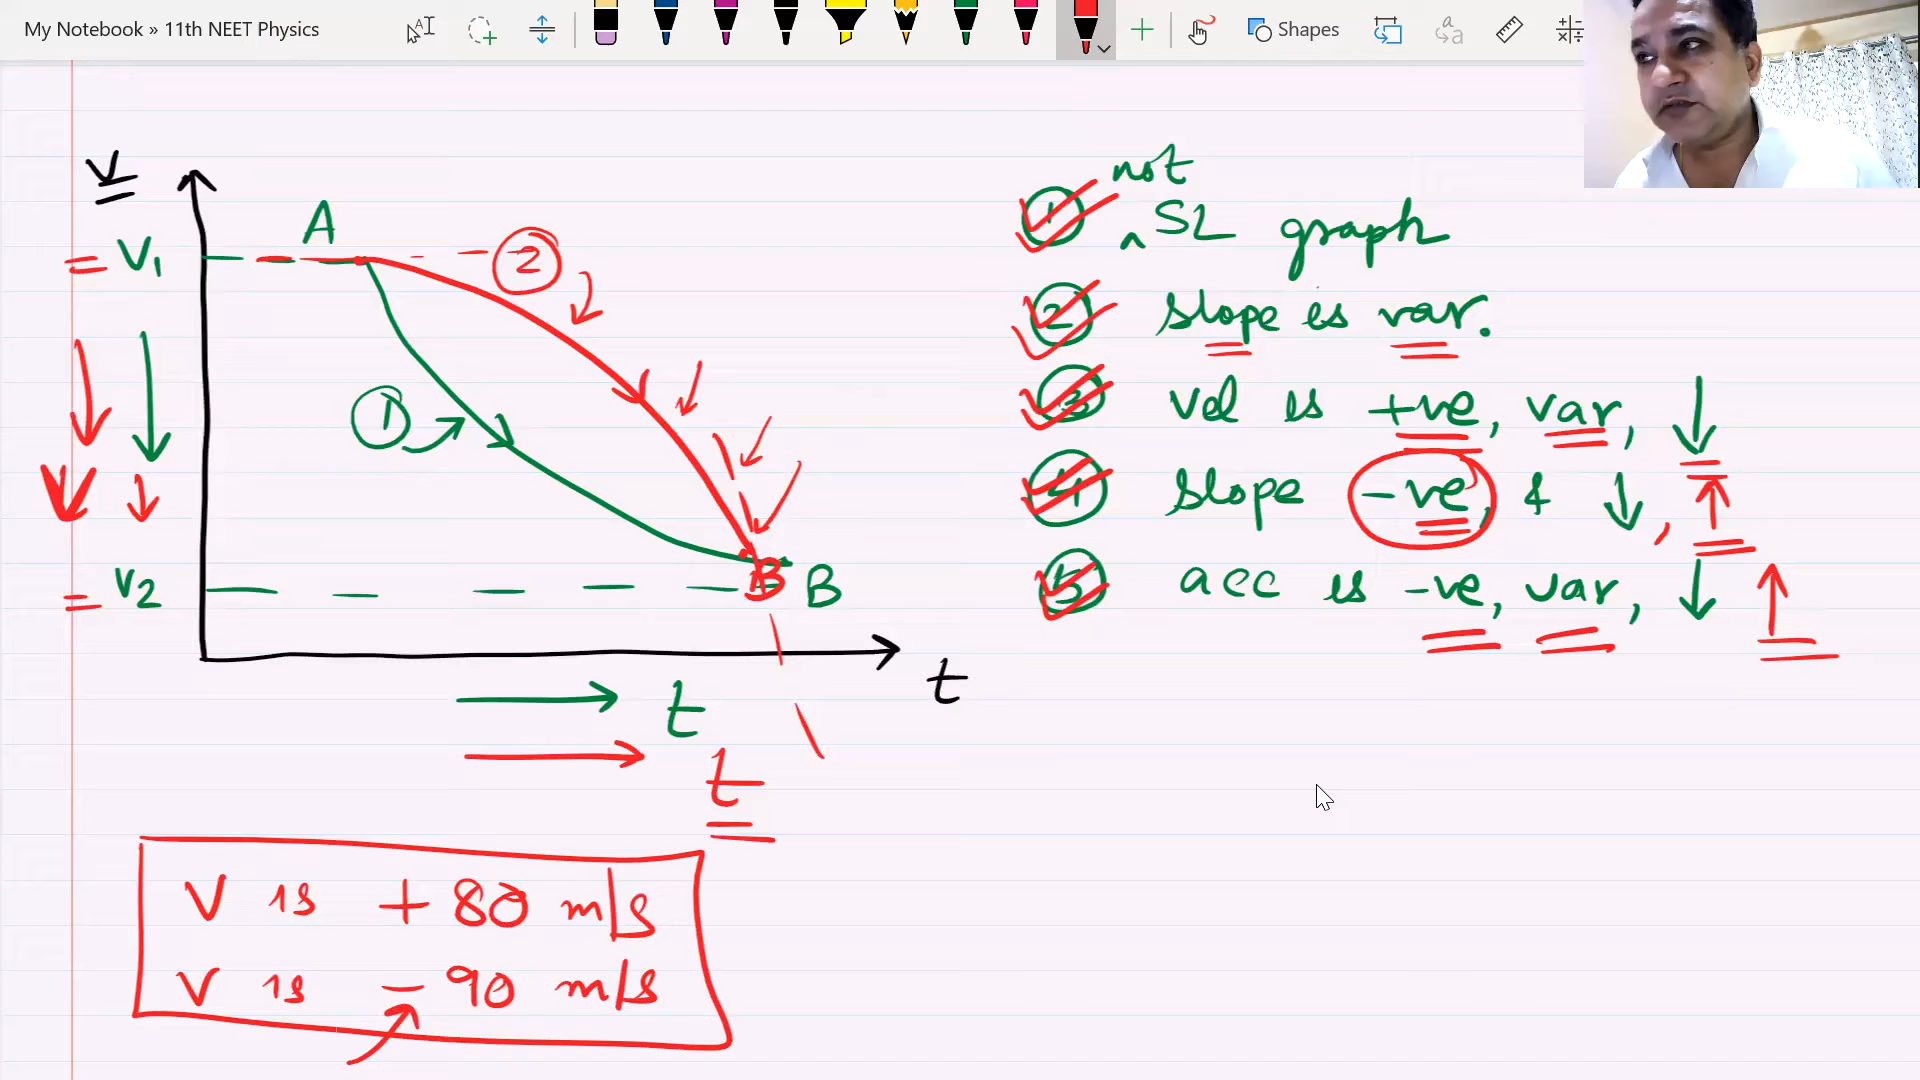 My Notebook » 11th NEET Physics
Shapes
v
A
= V₁
②
①
= v₂
B B
t
t
t
① not ^ SL graph
② slope is var.
③ vel is +ve, var, ↓
④ slope -ve, & ↓, ↑
⑤ acc is -ve, var, ↓ ↑
V is + 80 m/s
V is - 90 m/s